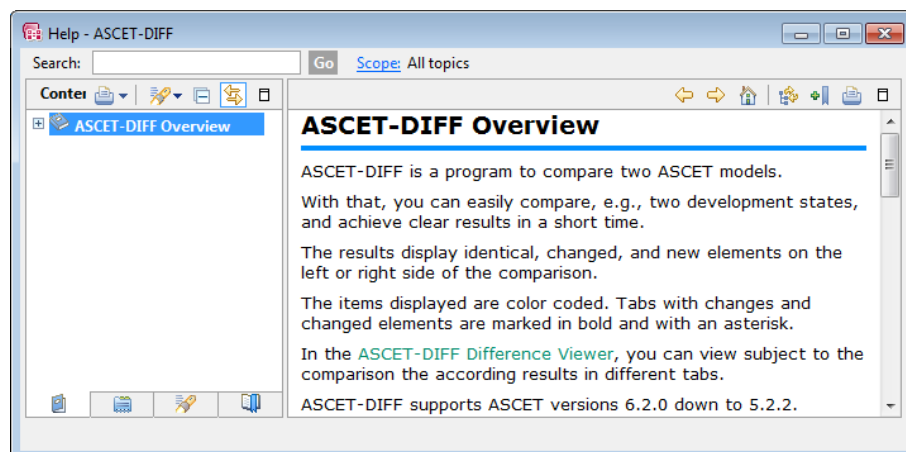 Help - ASCET-DIFF
Search: Go Scope: All topics
Conter
ASCET-DIFF Overview
ASCET-DIFF Overview
ASCET-DIFF is a program to compare two ASCET models.
With that, you can easily compare, e.g., two development states,
and achieve clear results in a short time.
The results display identical, changed, and new elements on the
left or right side of the comparison.
The items displayed are color coded. Tabs with changes and
changed elements are marked in bold and with an asterisk.
In the ASCET-DIFF Difference Viewer, you can view subject to the
comparison the according results in different tabs.
ASCET-DIFF supports ASCET versions 6.2.0 down to 5.2.2.